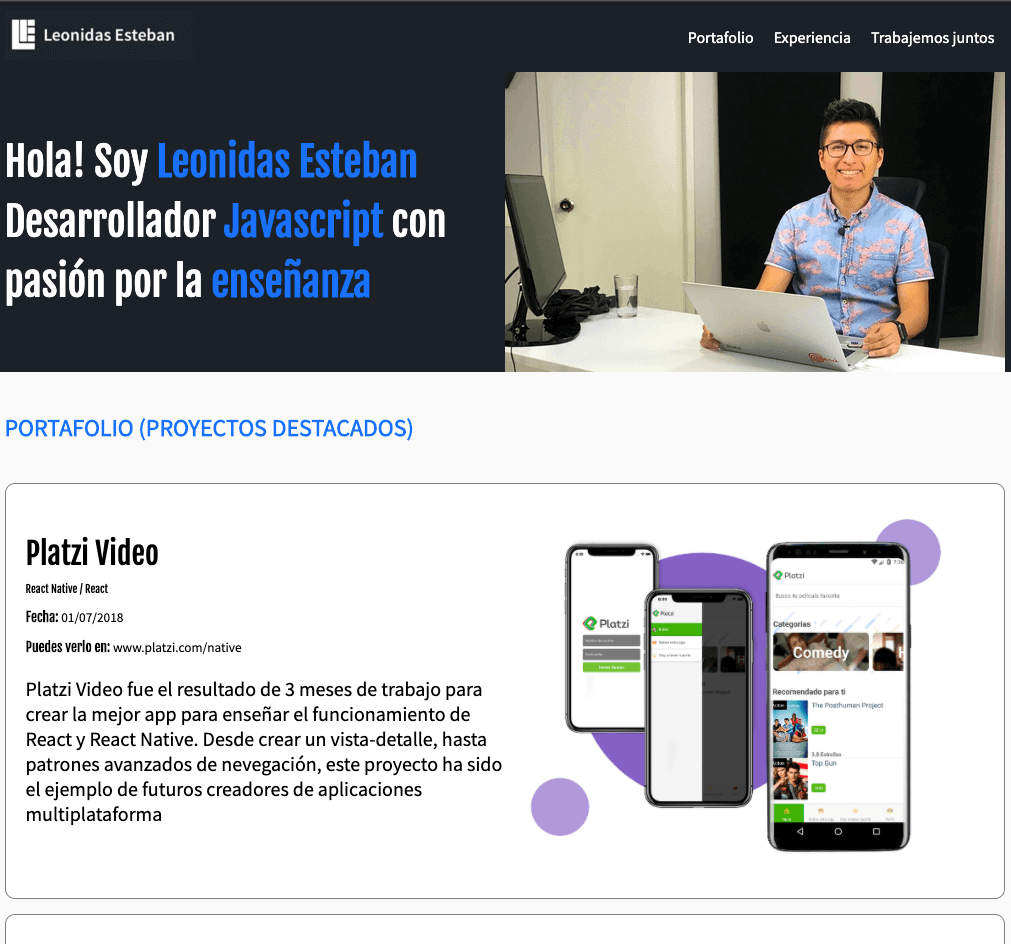 Leonidas Esteban
Portafolio Experiencia Trabajemos juntos
Hola! Soy Leonidas Esteban
Desarrollador Javascript con
pasión por la enseñanza
PORTAFOLIO (PROYECTOS DESTACADOS)
Platzi Video
React Native / React
Fecha: 01/07/2018
Puedes verlo en: www.platzi.com/native
Platzi Video fue el resultado de 3 meses de trabajo para
crear la mejor app para enseñar el funcionamiento de
React y React Native. Desde crear un vista-detalle, hasta
patrones avanzados de nevegación, este proyecto ha sido
el ejemplo de futuros creadores de aplicaciones
multiplataforma
Platzi
Platzi
Platzi
Busca tu película favorita
Categorías
Comedy
H
Recomendado para ti
The Posthuman Project
3.6 Estrellas
Top Gun